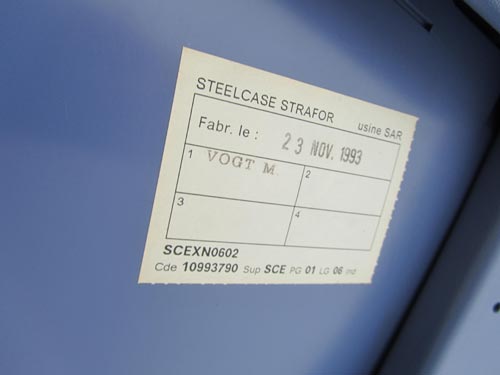 STEELCASE STRAFOR usine SAR
Fabr. le : 23 NOV. 1993
1 VOGT M 2
3 4
SCEXN0602
Cde 10993790 Sup SCE PG 01 LG 06 ind